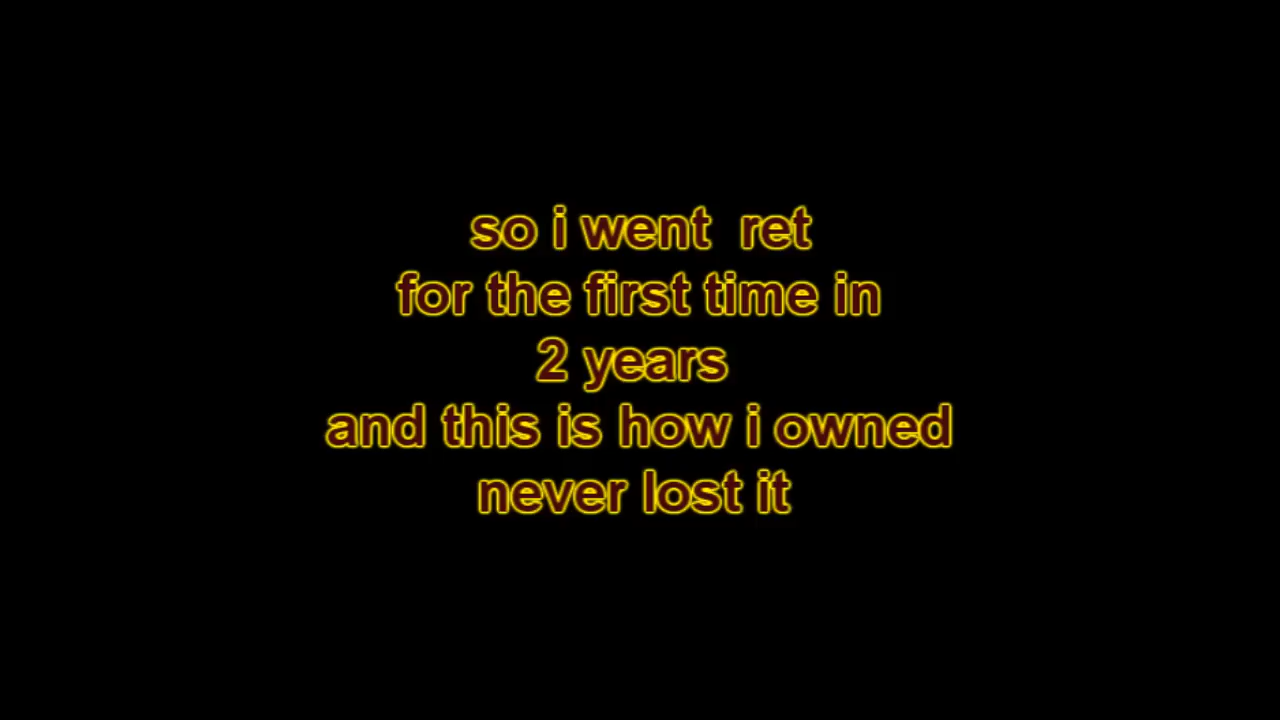 so i went  ret
for the first time in
2 years
and this is how i owned
never lost it